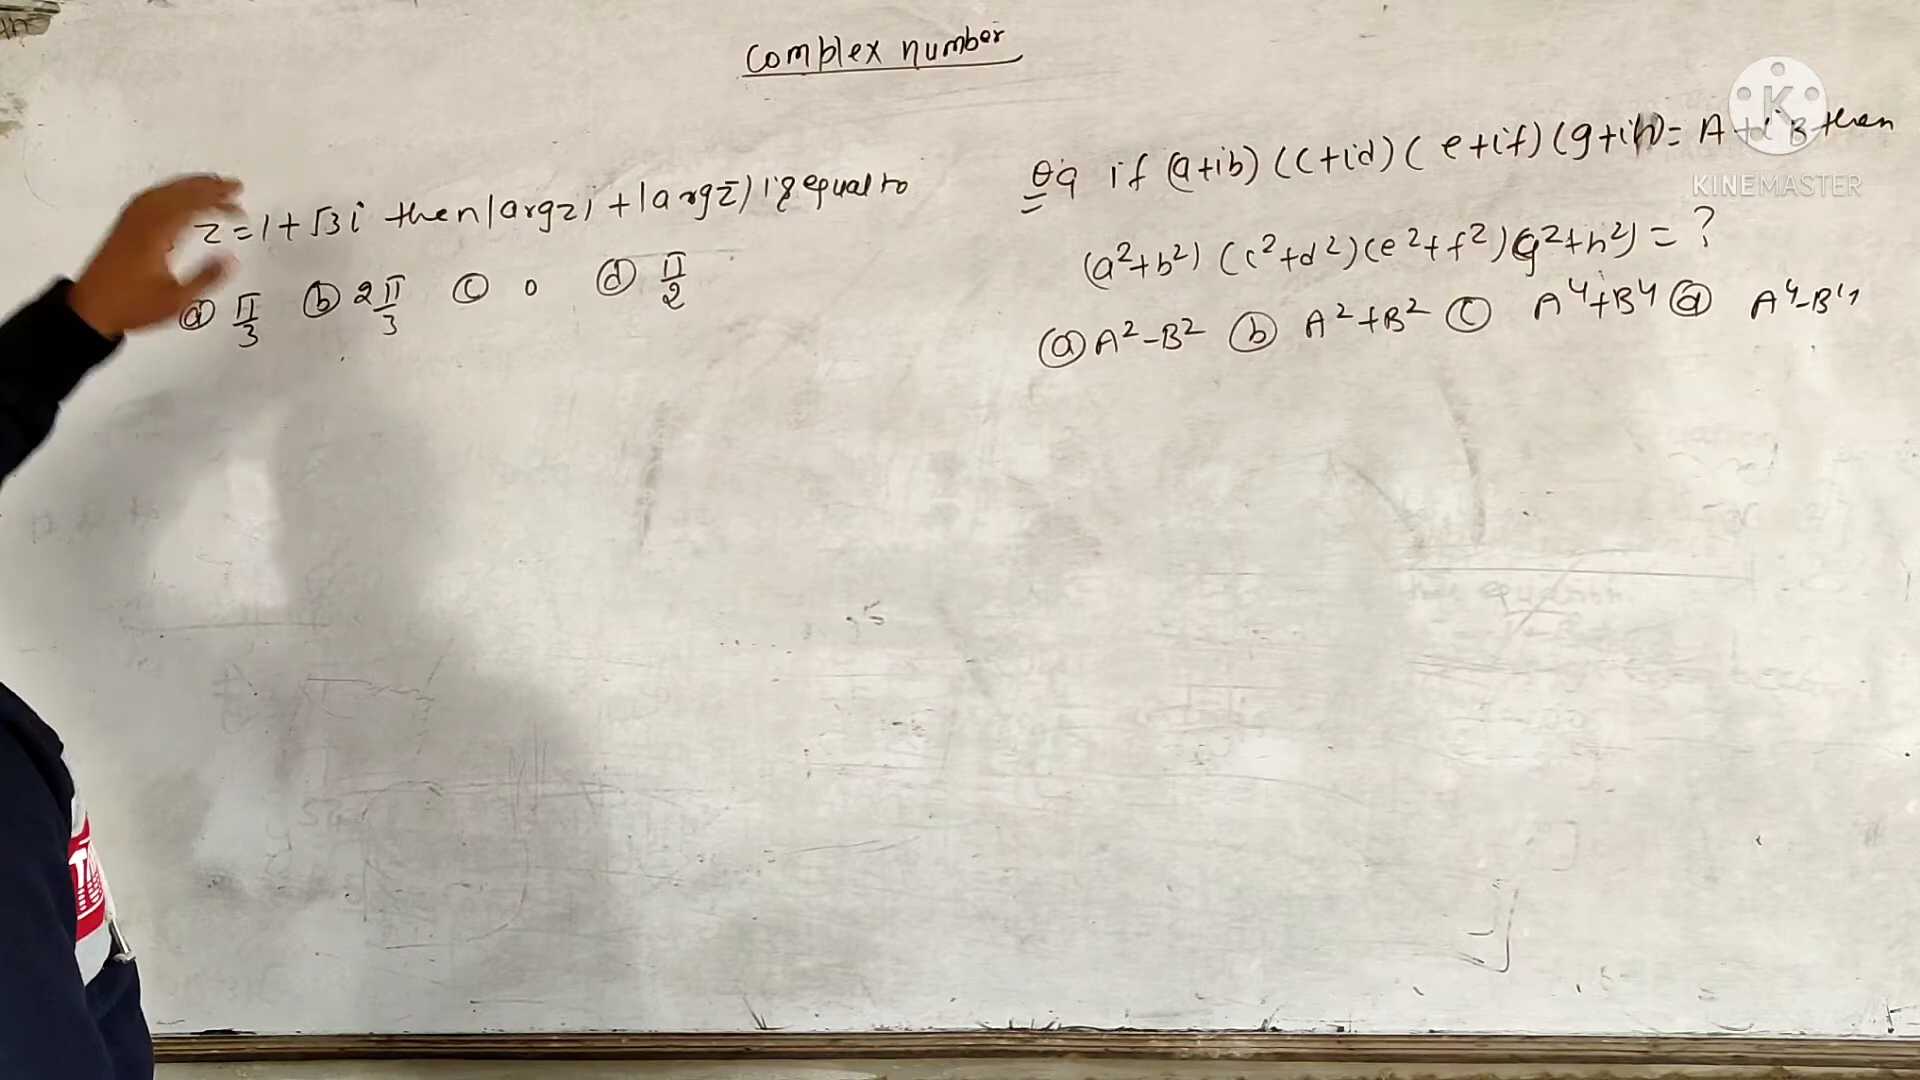 Complex number
z = 1 + √3 i then |arg z| + |arg z̄| is equal to
ⓐ π/3 ⓑ 2π/3 ⓒ 0 ⓓ π/2
Q9 if (a+ib) (c+id) (e+if) (g+ih) = A+iB then
(a²+b²) (c²+d²) (e²+f²) (g²+h²) = ?
ⓐ A²-B² ⓑ A²+B² ⓒ A⁴+B⁴ ⓓ A⁴-B⁴
KINEMASTER